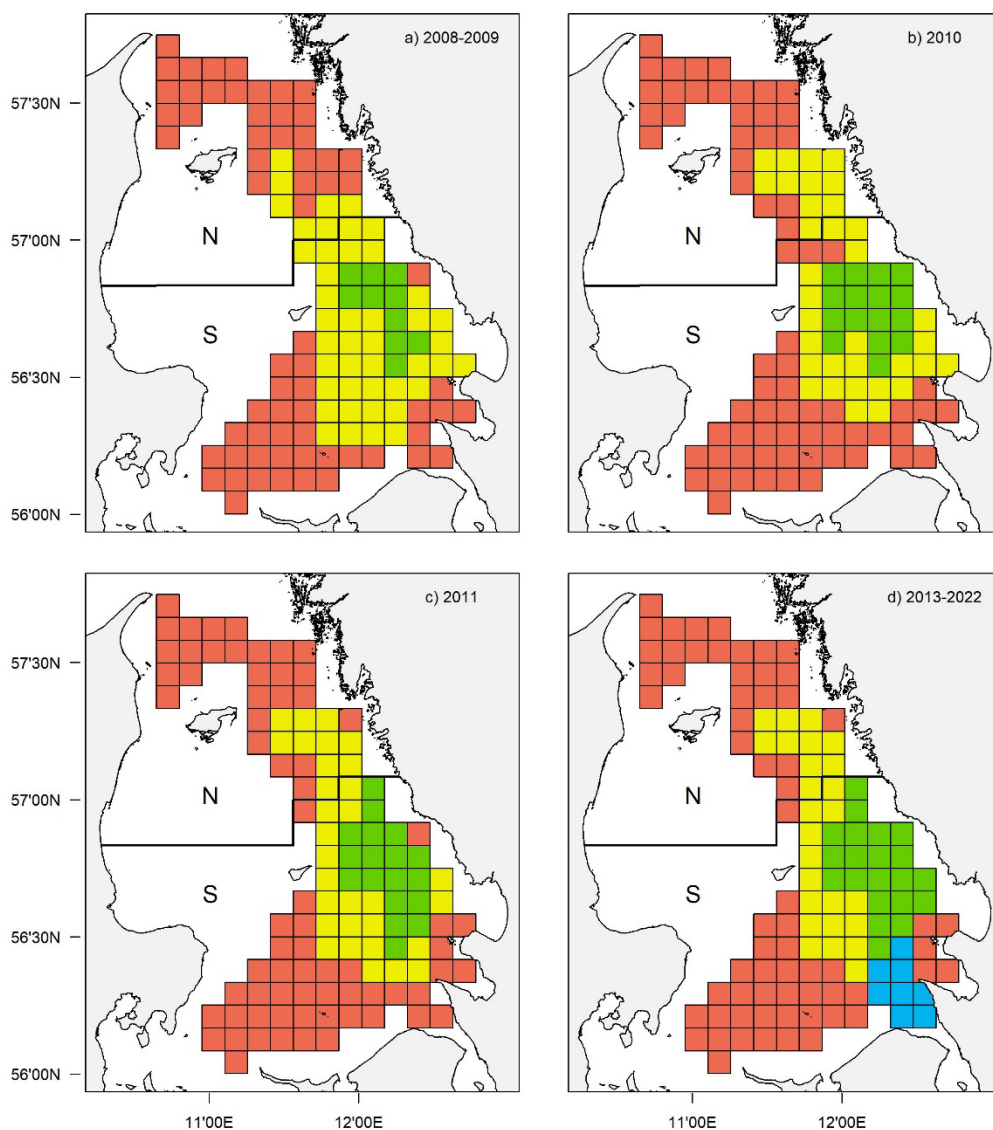 a) 2008-2009
b) 2010
57'30N
57'00N
56'30N
56'00N
N
S
N
S
c) 2011
d) 2013-2022
57'30N
57'00N
56'30N
56'00N
N
S
N
S
11'00E
12'00E
11'00E
12'00E